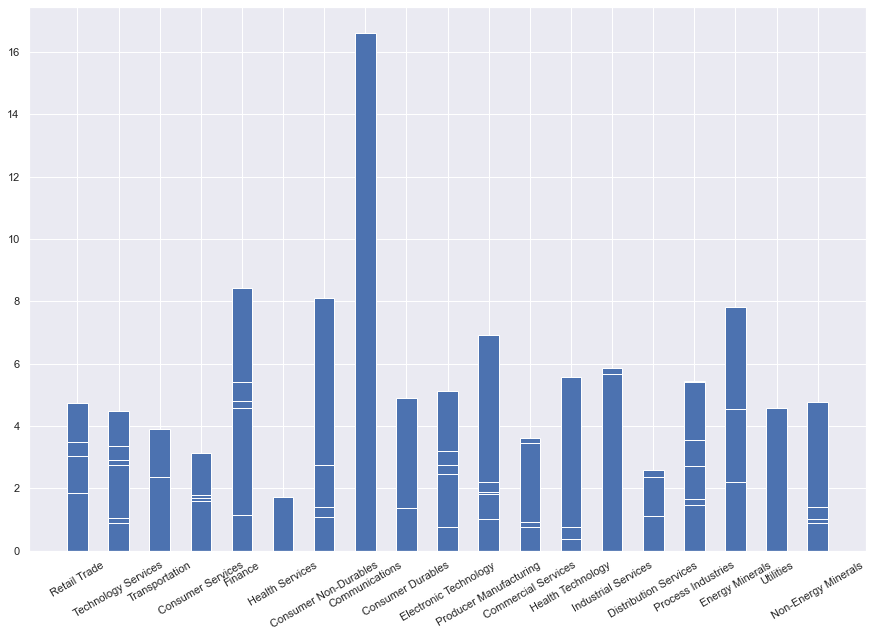 16
14
12
10
8
6
4
2
0
Retail Trade
Technology Services
Transportation
Consumer Services
Finance
Health Services
Consumer Non-Durables
Communications
Consumer Durables
Electronic Technology
Producer Manufacturing
Commercial Services
Health Technology
Industrial Services
Distribution Services
Process Industries
Energy Minerals
Utilities
Non-Energy Minerals